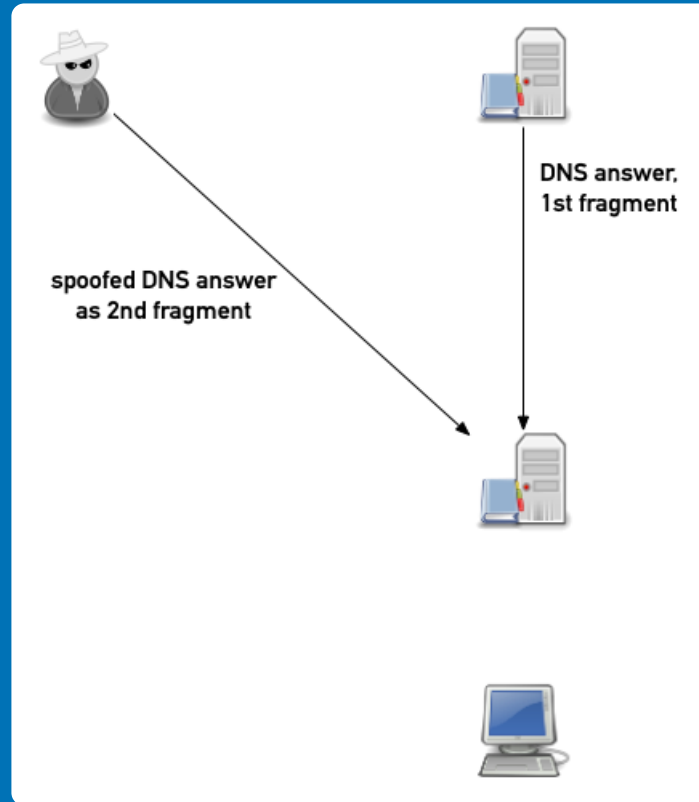 DNS answer,
1st fragment
spoofed DNS answer
as 2nd fragment